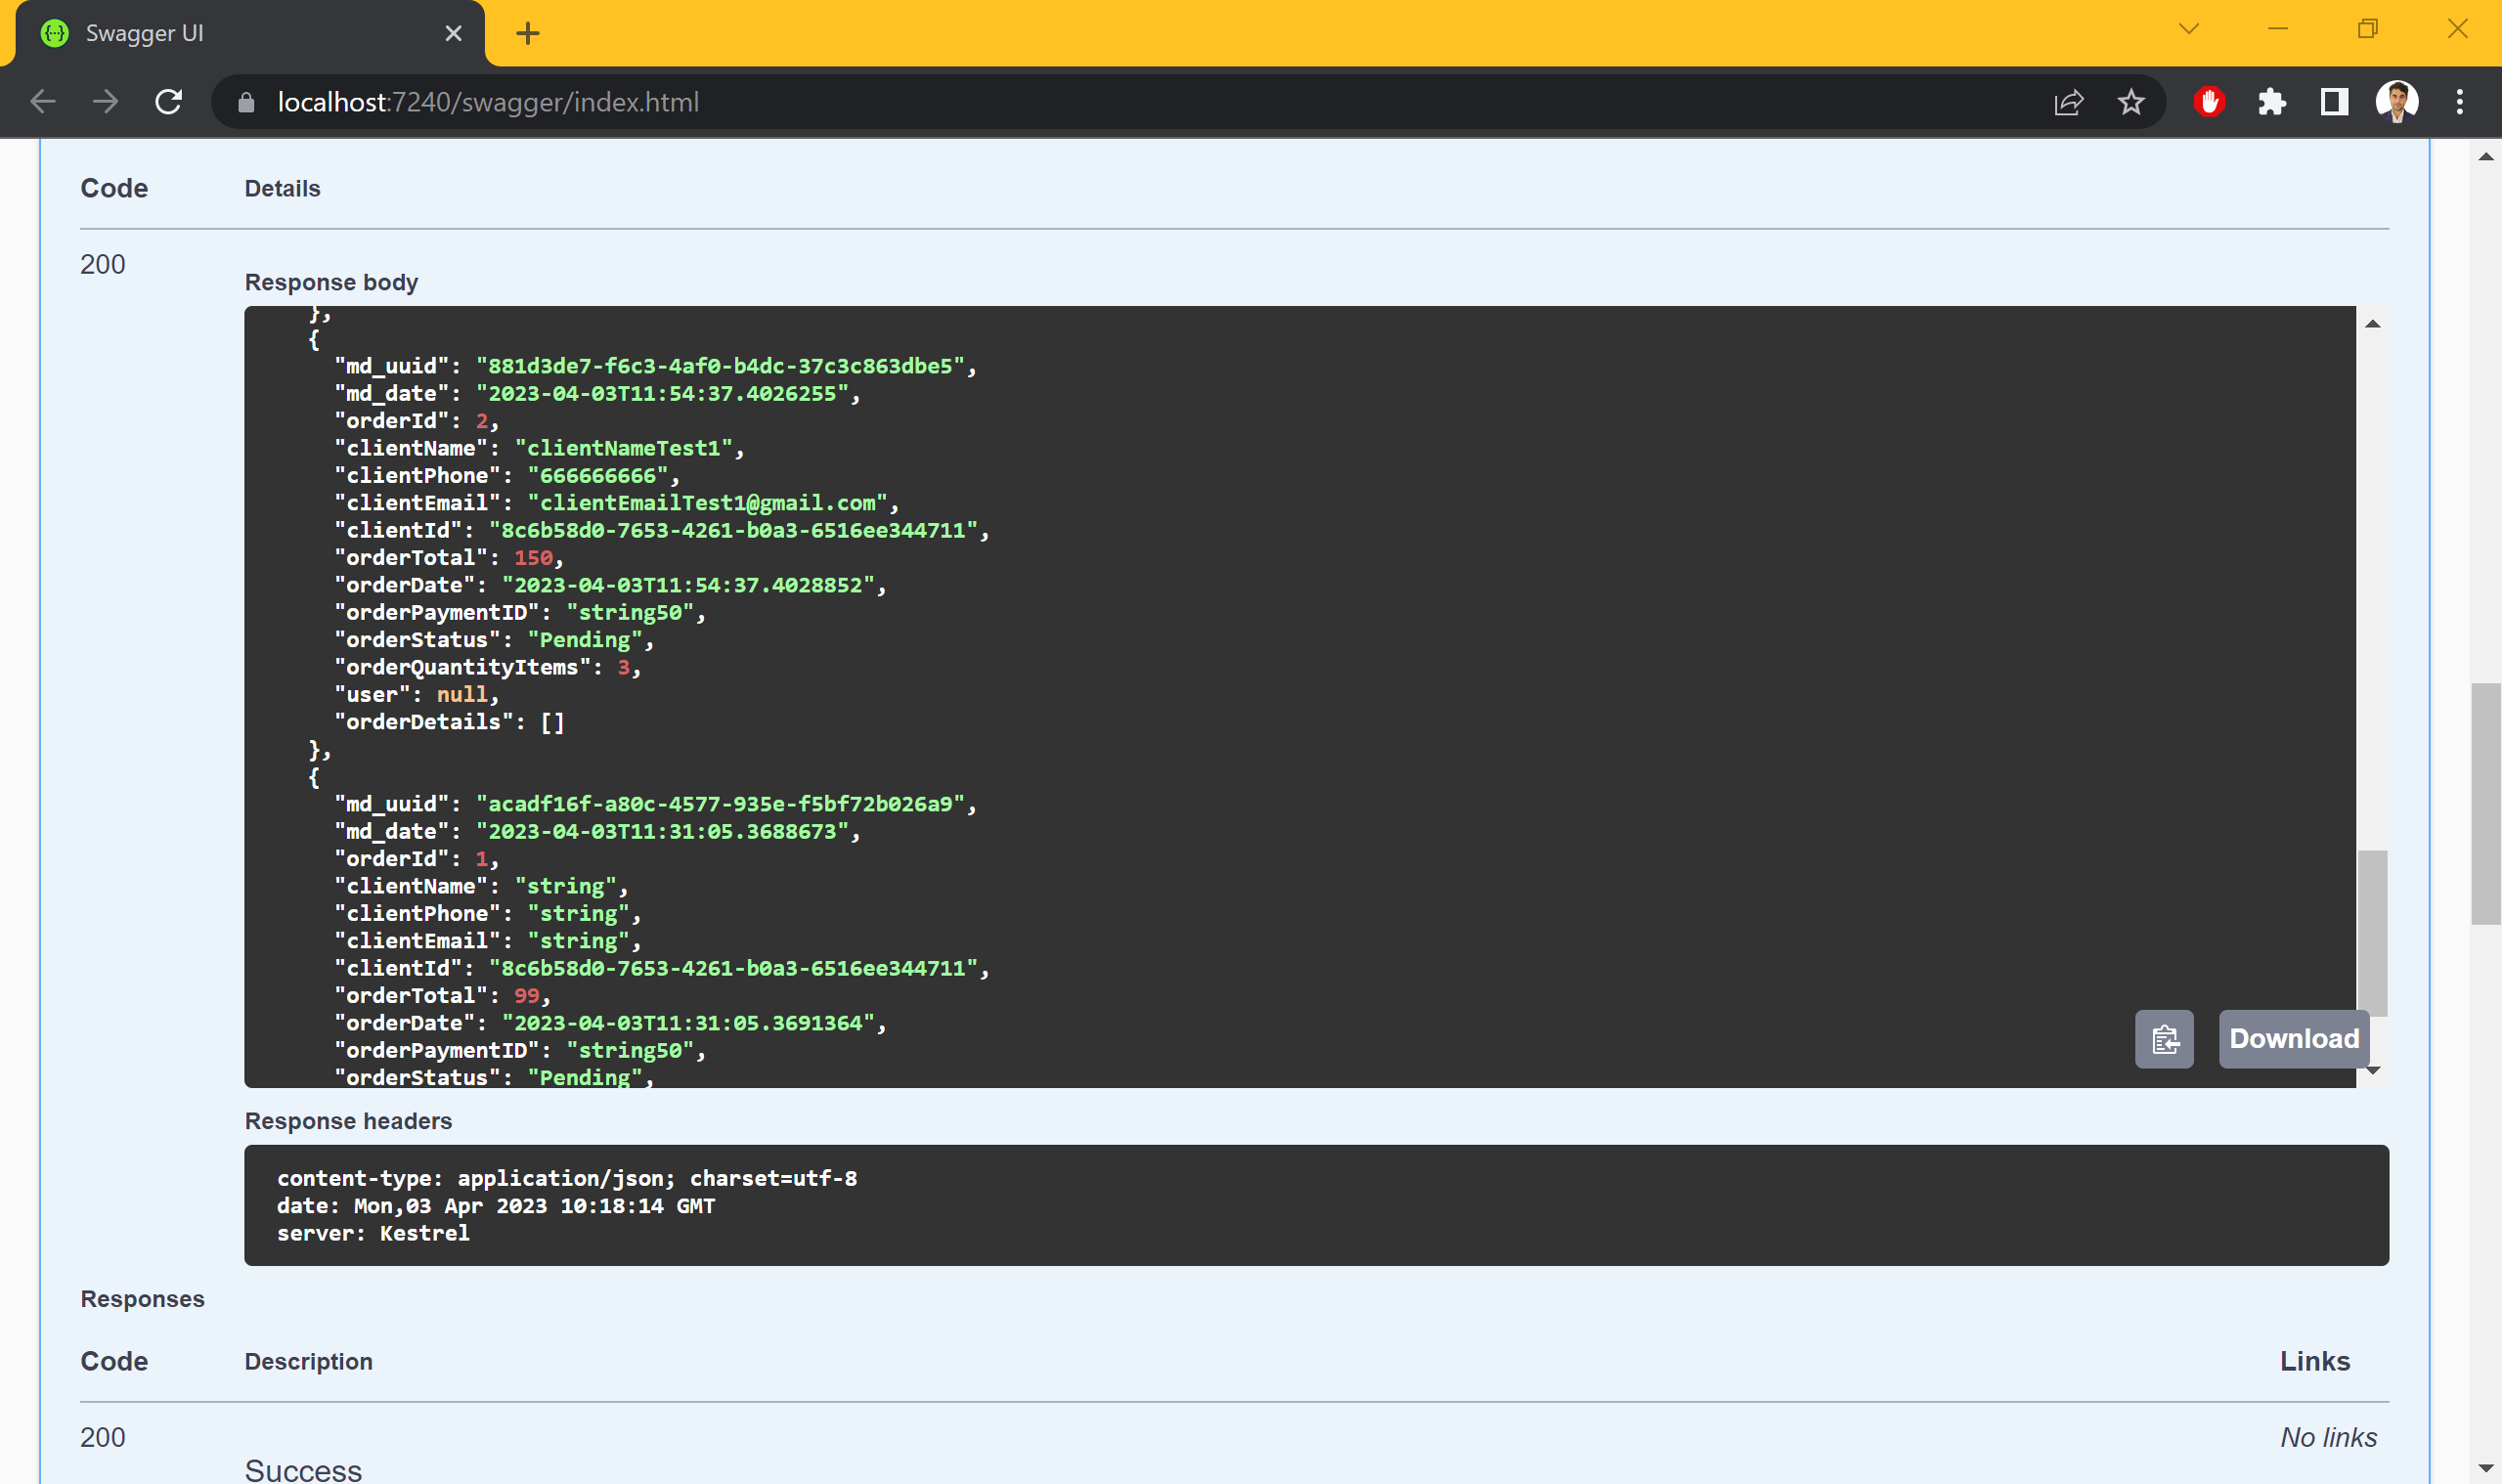 Swagger UI
localhost:7240/swagger/index.html
Code Details
200
Response body
},
{
"md_uuid": "881d3de7-f6c3-4af0-b4dc-37c3c863dbe5",
"md_date": "2023-04-03T11:54:37.4026255",
"orderId": 2,
"clientName": "clientNameTest1",
"clientPhone": "666666666",
"clientEmail": "clientEmailTest1@gmail.com",
"clientId": "8c6b58d0-7653-4261-b0a3-6516ee344711",
"orderTotal": 150,
"orderDate": "2023-04-03T11:54:37.4028852",
"orderPaymentID": "string50",
"orderStatus": "Pending",
"orderQuantityItems": 3,
"user": null,
"orderDetails": []
},
{
"md_uuid": "acadf16f-a80c-4577-935e-f5bf72b026a9",
"md_date": "2023-04-03T11:31:05.3688673",
"orderId": 1,
"clientName": "string",
"clientPhone": "string",
"clientEmail": "string",
"clientId": "8c6b58d0-7653-4261-b0a3-6516ee344711",
"orderTotal": 99,
"orderDate": "2023-04-03T11:31:05.3691364",
"orderPaymentID": "string50",
"orderStatus": "Pending",
Download
Response headers
content-type: application/json; charset=utf-8
date: Mon,03 Apr 2023 10:18:14 GMT
server: Kestrel
Responses
Code Description Links
200 No links
Success